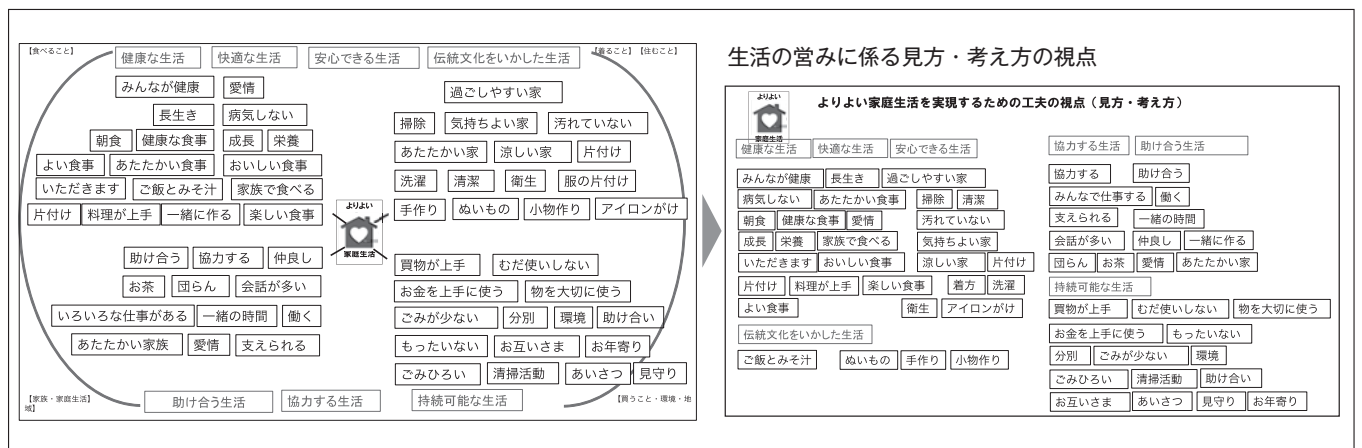 【食べること】 健康な生活 快適な生活 安心できる生活 伝統文化をいかした生活 【着ること】【住むこと】
みんなが健康 愛情
長生き 病気しない
朝食 健康な食事 成長 栄養
よい食事 あたたかい食事 おいしい食事
いただきます ご飯とみそ汁 家族で食べる
片付け 料理が上手 一緒に作る 楽しい食事
過ごしやすい家
掃除 気持ちよい家 汚れていない
あたたかい家 涼しい家 片付け
洗濯 清潔 衛生 服の片付け
手作り ぬいもの 小物作り アイロンがけ
よりよい
家庭生活
助け合う 協力する 仲良し
お茶 団らん 会話が多い
いろいろな仕事がある 一緒の時間 働く
あたたかい家族 愛情 支えられる
買物が上手 むだ使いしない
お金を上手に使う 物を大切に使う
ごみが少ない 分別 環境 助け合い
もったいない お互いさま お年寄り
ごみひろい 清掃活動 あいさつ 見守り
【家族・家庭生活】 助け合う生活 協力する生活 持続可能な生活 【買うこと・環境・地
域】
生活の営みに係る見方・考え方の視点
よりよい
家庭生活
よりよい家庭生活を実現するための工夫の視点（見方・考え方）
健康な生活 快適な生活 安心できる生活
みんなが健康 長生き 過ごしやすい家
病気しない あたたかい食事 掃除 清潔
朝食 健康な食事 愛情 汚れていない
成長 栄養 家族で食べる 気持ちよい家
いただきます おいしい食事 涼しい家 片付け
片付け 料理が上手 楽しい食事 着方 洗濯
よい食事 衛生 アイロンがけ
伝統文化をいかした生活
ご飯とみそ汁 ぬいもの 手作り 小物作り
協力する生活 助け合う生活
協力する 助け合う
みんなで仕事する 働く
支えられる 一緒の時間
会話が多い 仲良し 一緒に作る
団らん お茶 愛情 あたたかい家
持続可能な生活
買物が上手 むだ使いしない 物を大切に使う
お金を上手に使う もったいない
分別 ごみが少ない 環境
ごみひろい 清掃活動 助け合い
お互いさま あいさつ 見守り お年寄り